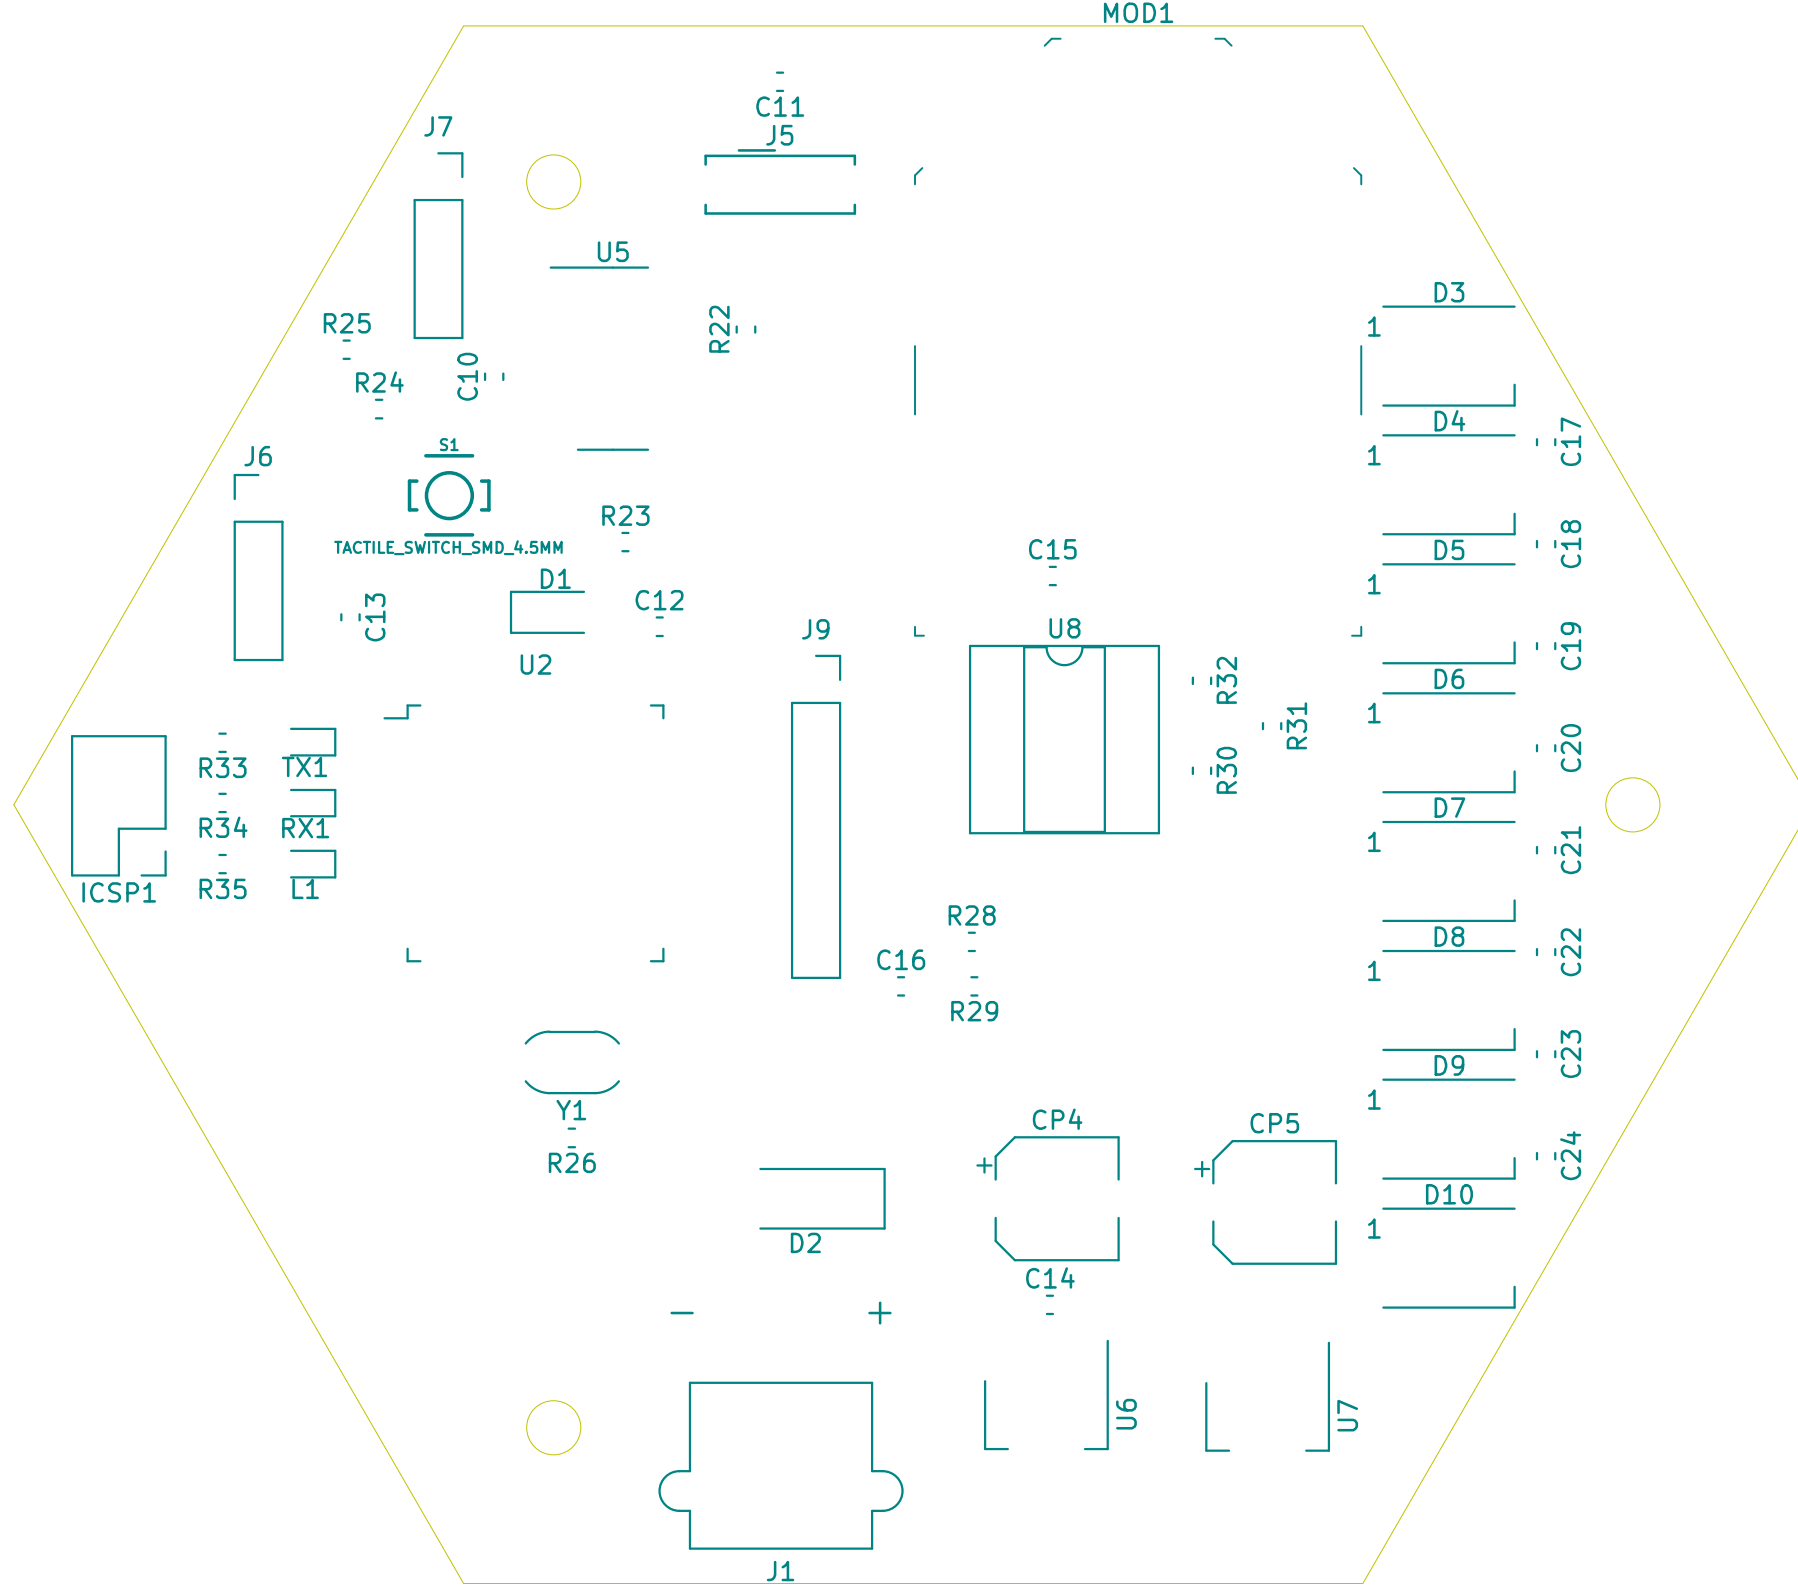 MOD1
C11
J7
J5
U5
D3
R25
R22
1
R24
C10
D4
C17
S1
J6
1
R23
TACTILE_SWITCH_SMD_4.5MM
C15
D5
C18
D1
1
C12
C13
J9
U8
C19
U2
R32
D6
1
R31
C20
R33
TX1
R30
D7
R34
RX1
1
C21
ICSP1
R35
L1
R28
D8
C22
C16
1
R29
C23
D9
1
Y1
CP4
CP5
R26
+
+
C24
D10
D2
1
C14
-
+
U6
U7
J1